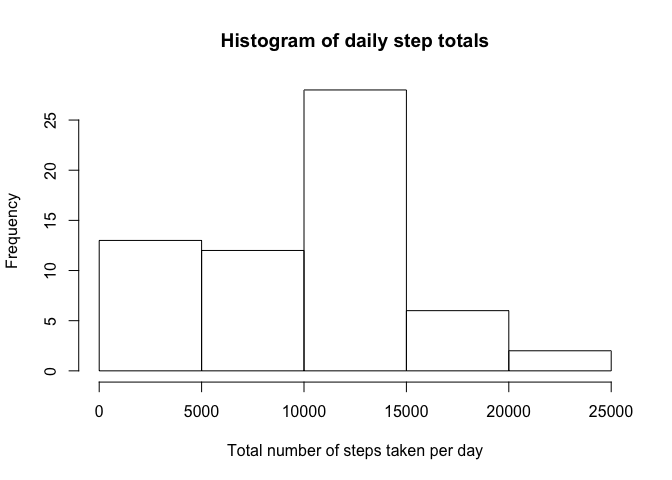 Histogram of daily step totals
Frequency
25
20
15
10
5
0
0 5000 10000 15000 20000 25000
Total number of steps taken per day